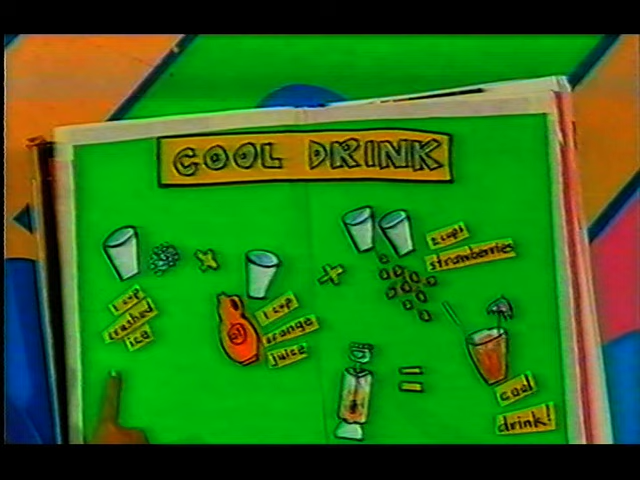 COOL DRINK
1 cup
crushed
ice
1 cup
orange
juice
2 cups
strawberries
cool
drink!